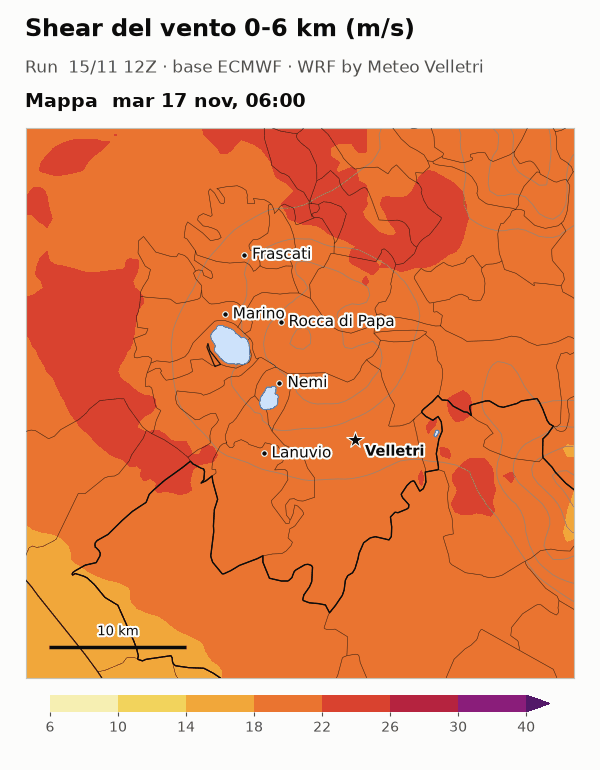 Shear del vento 0-6 km (m/s)
Run  15/11 12Z · base ECMWF · WRF by Meteo Velletri
Mappa  mar 17 nov, 06:00
Frascati
Marino
Rocca di Papa
Nemi
Velletri
Lanuvio
10 km
6 10 14 18 22 26 30 40